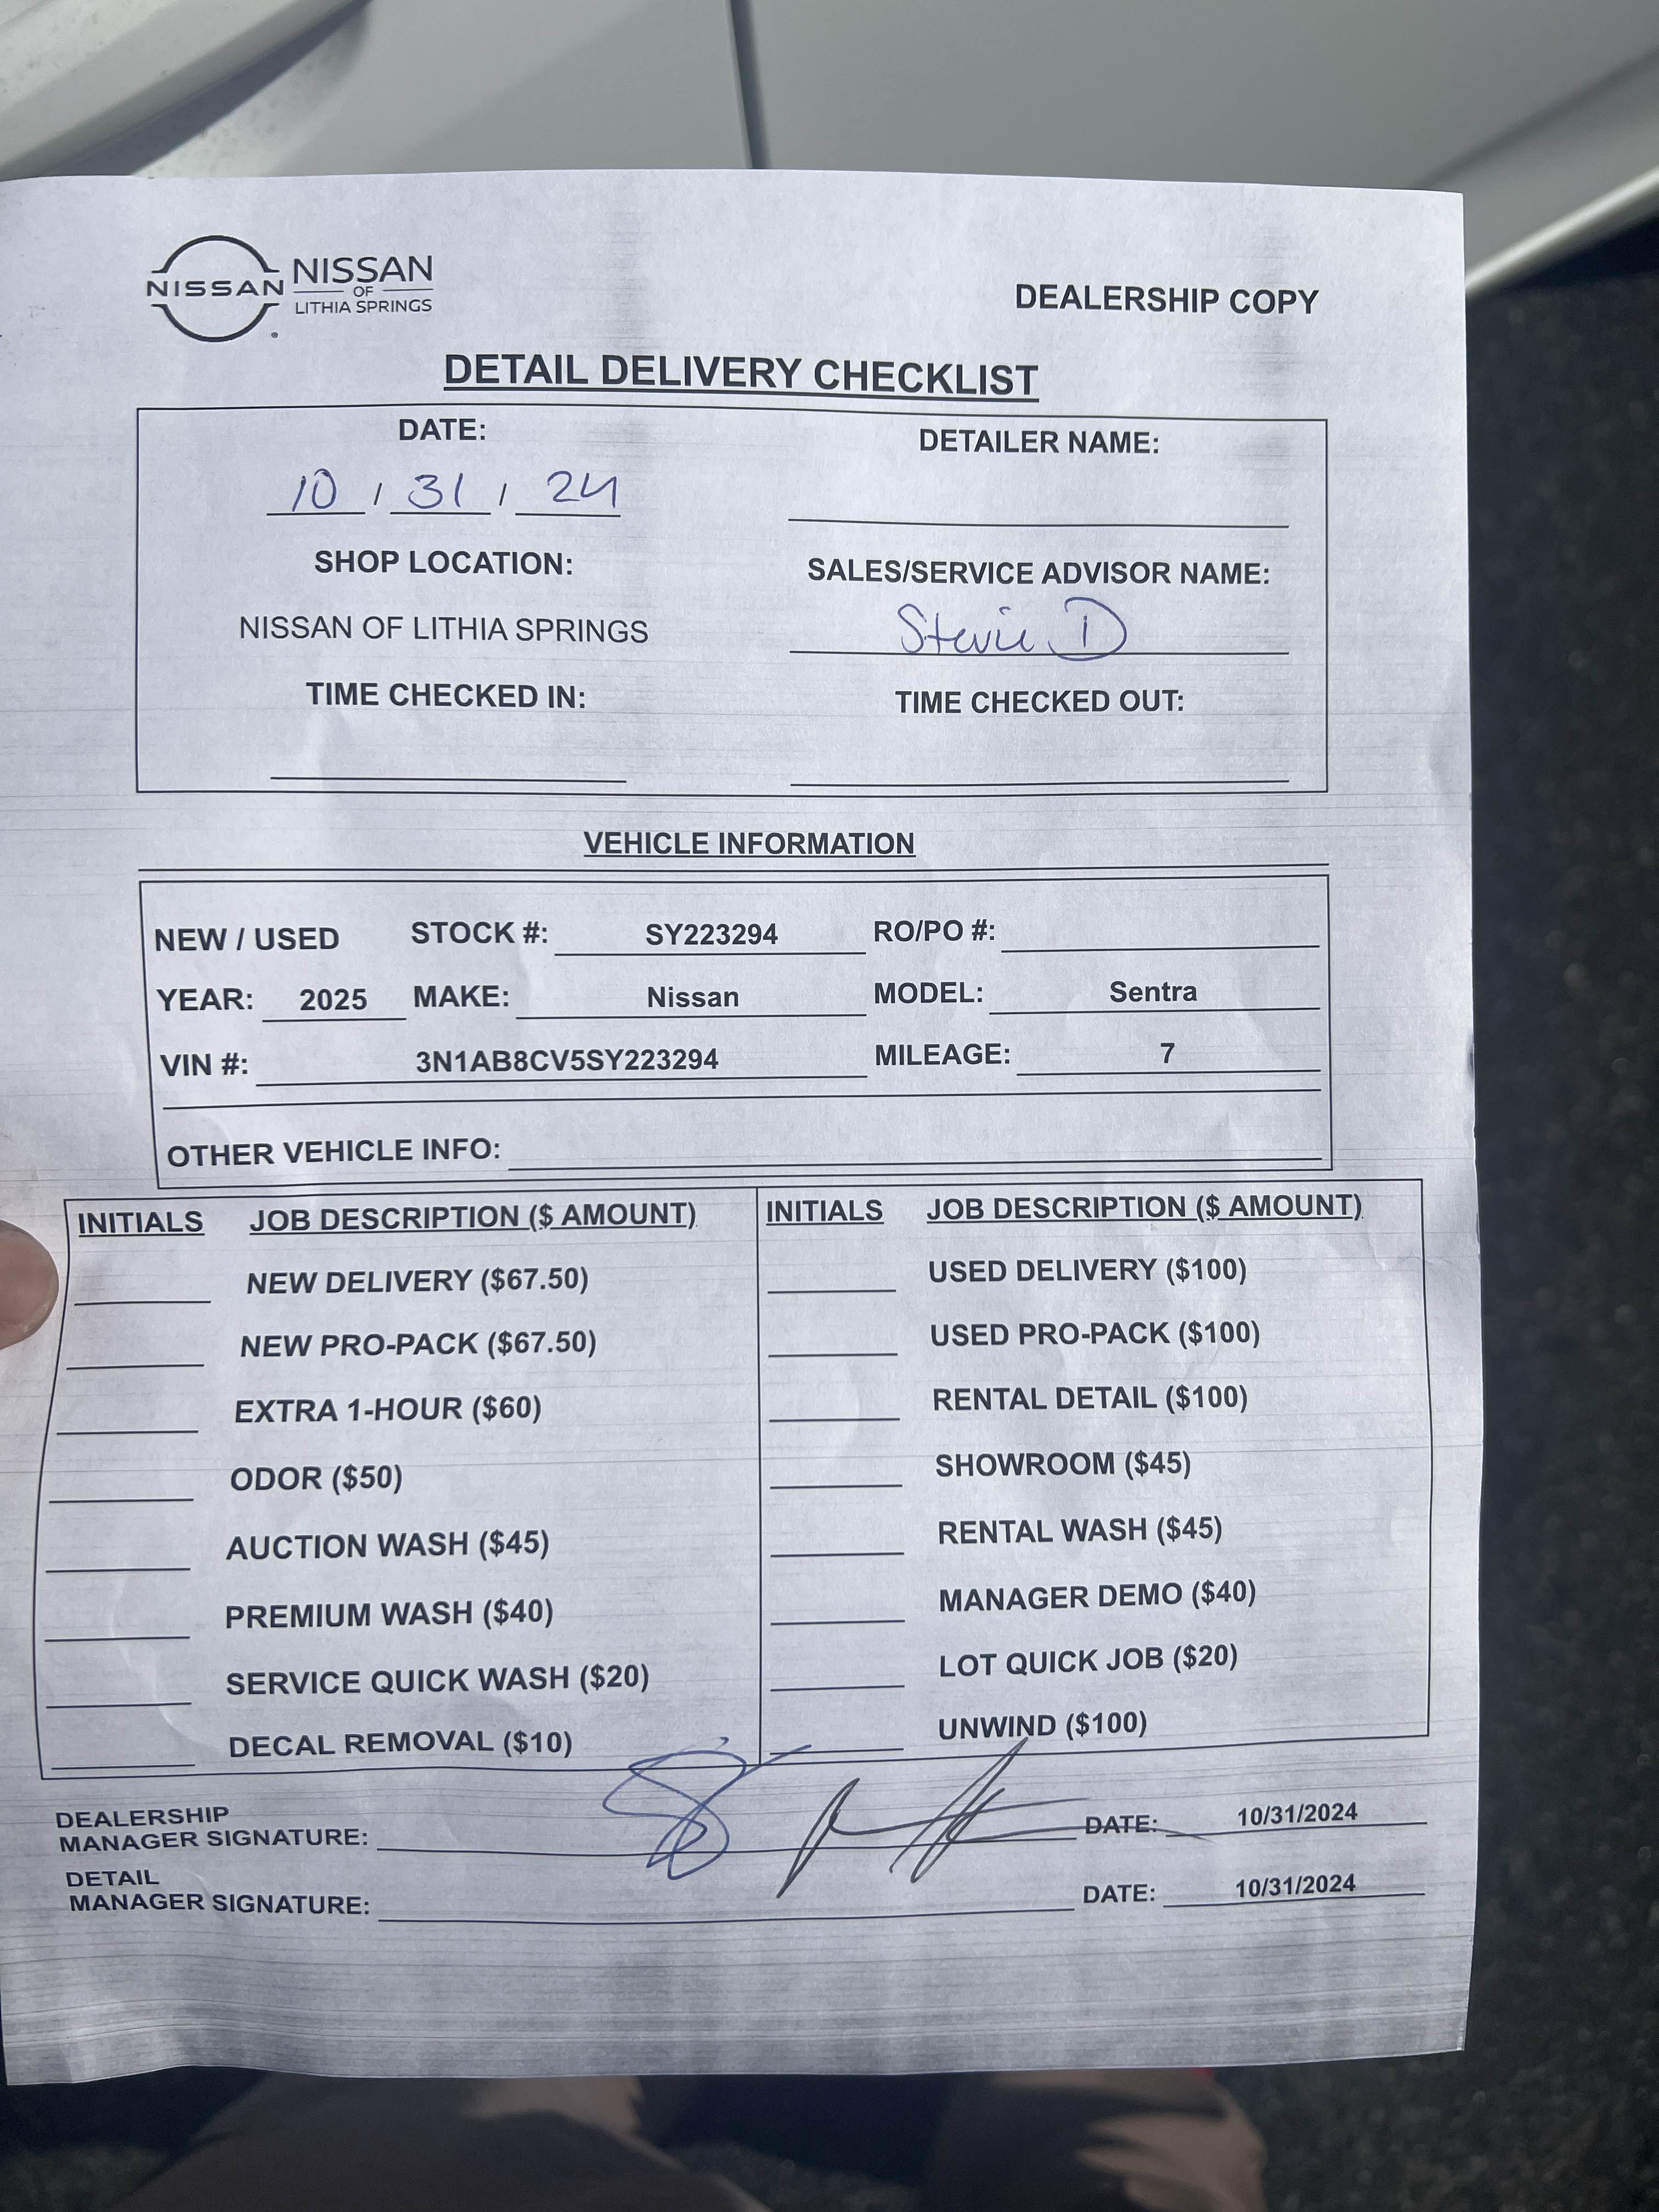 NISSAN
NISSAN
OF
LITHIA SPRINGS
DEALERSHIP COPY
DETAIL DELIVERY CHECKLIST
DATE:
10 / 31 / 24
DETAILER NAME:
SHOP LOCATION:
NISSAN OF LITHIA SPRINGS
SALES/SERVICE ADVISOR NAME:
Stevie D
TIME CHECKED IN:
TIME CHECKED OUT:
VEHICLE INFORMATION
NEW / USED STOCK #: SY223294 RO/PO #:
YEAR: 2025 MAKE: Nissan MODEL: Sentra
VIN #: 3N1AB8CV5SY223294 MILEAGE: 7
OTHER VEHICLE INFO:
INITIALS JOB DESCRIPTION ($ AMOUNT)
NEW DELIVERY ($67.50)
NEW PRO-PACK ($67.50)
EXTRA 1-HOUR ($60)
ODOR ($50)
AUCTION WASH ($45)
PREMIUM WASH ($40)
SERVICE QUICK WASH ($20)
DECAL REMOVAL ($10)
INITIALS JOB DESCRIPTION ($ AMOUNT)
USED DELIVERY ($100)
USED PRO-PACK ($100)
RENTAL DETAIL ($100)
SHOWROOM ($45)
RENTAL WASH ($45)
MANAGER DEMO ($40)
LOT QUICK JOB ($20)
UNWIND ($100)
DEALERSHIP
MANAGER SIGNATURE: DATE: 10/31/2024
DETAIL
MANAGER SIGNATURE: DATE: 10/31/2024